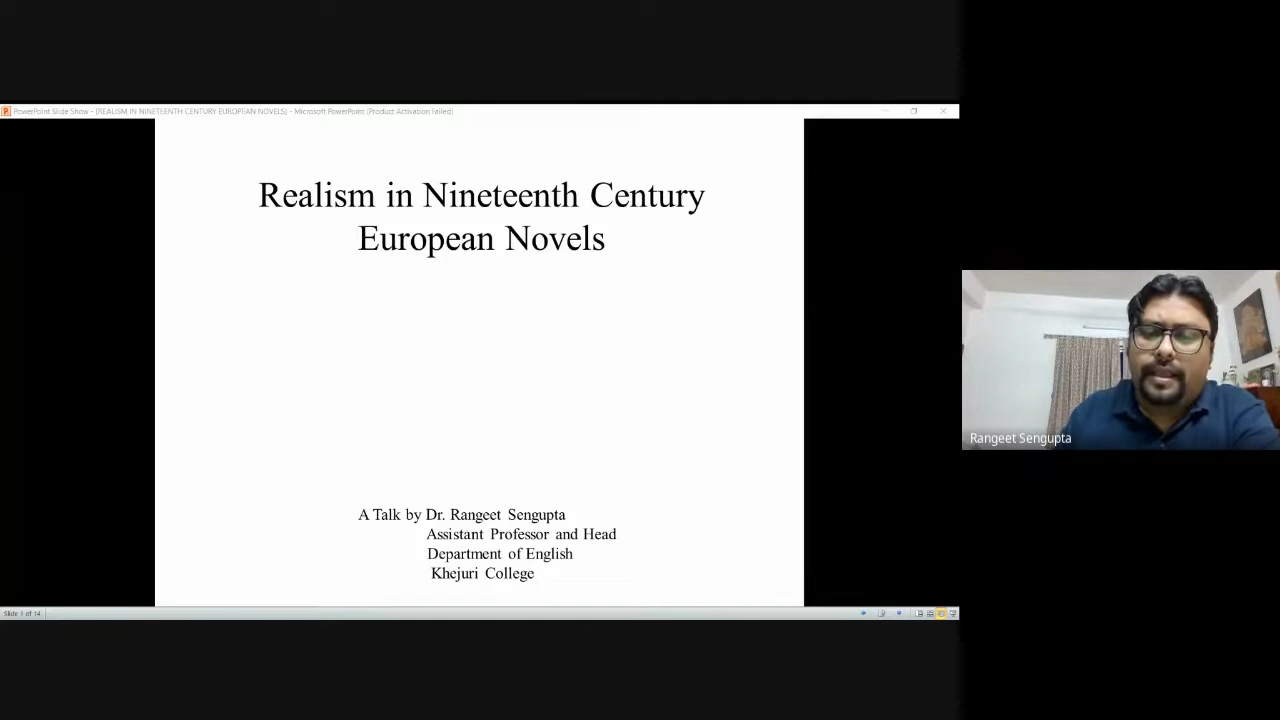 PowerPoint Slide Show - [REALISM IN NINETEENTH CENTURY EUROPEAN NOVELS] - Microsoft PowerPoint (Product Activation Failed)
Realism in Nineteenth Century
European Novels
A Talk by Dr. Rangeet Sengupta
Assistant Professor and Head
Department of English
Khejuri College
Rangeet Sengupta
Slide 1 of 14